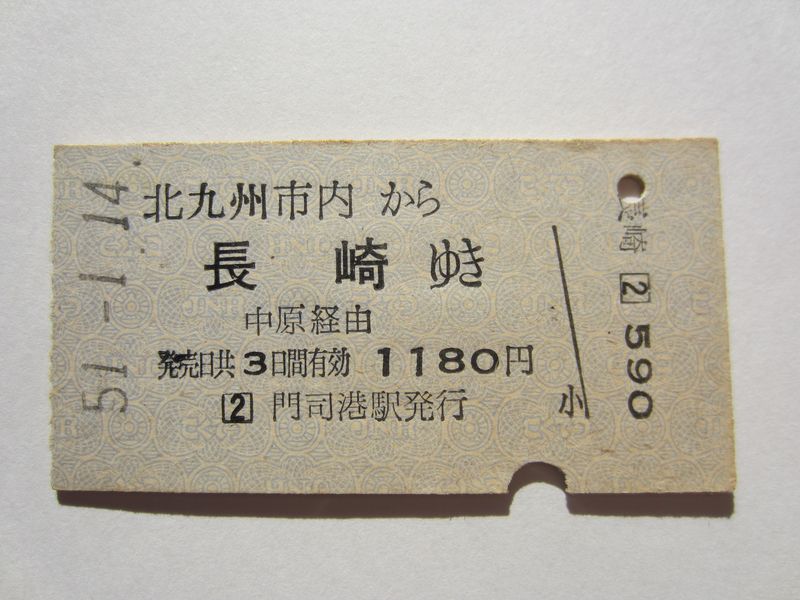 51.-1.14
北九州市内 から
長崎 ゆき
中原経由
発売日共3日間有効 1180円
2 門司港駅発行
小
長崎 2 590